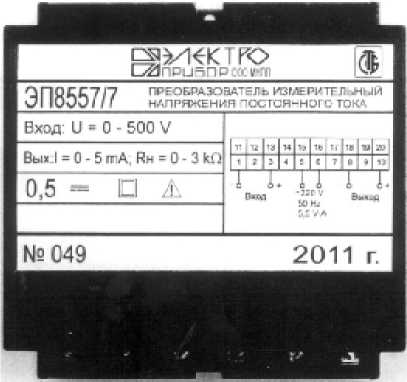 ЭЛЕКТРО
ПРИБОР ООС МНПП
ЭП8557/7
ПРЕОБРАЗОВАТЕЛЬ ИЗМЕРИТЕЛЬНЫЙ
НАПРЯЖЕНИЯ ПОСТОЯННОГО ТОКА
Вход: U = 0 - 500 V
Вых:I = 0 - 5 mA; Rн = 0 - 3 kΩ
0,5
11 12 13 14 15 16 17 18 19 20
1 2 3 4 5 6 7 8 9 10
Вход
~220 V
50 Hz
Выход
№ 049
2011 г.